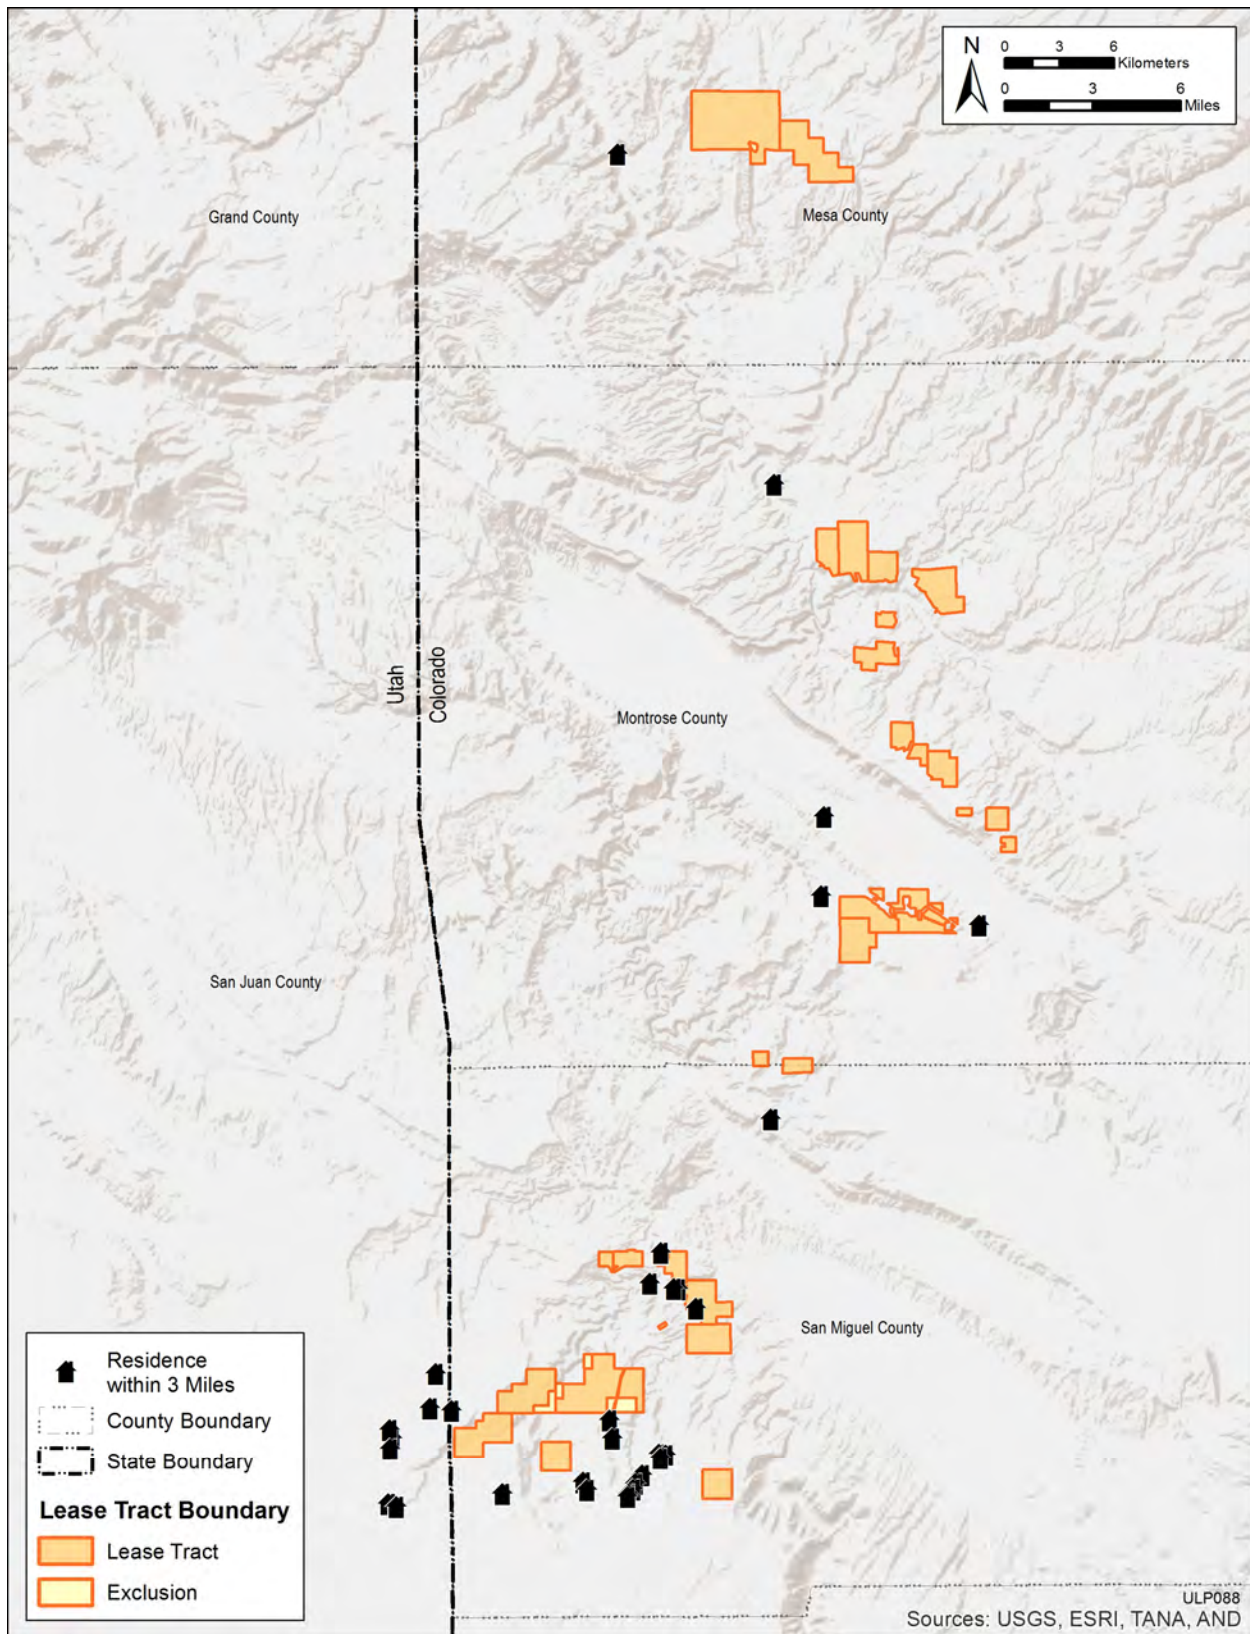 N
0 3 6
Kilometers
0 3 6
Miles
Grand County
Mesa County
Utah
Colorado
Montrose County
San Juan County
San Miguel County
Residence
within 3 Miles
County Boundary
State Boundary
Lease Tract Boundary
Lease Tract
Exclusion
ULP088
Sources: USGS, ESRI, TANA, AND